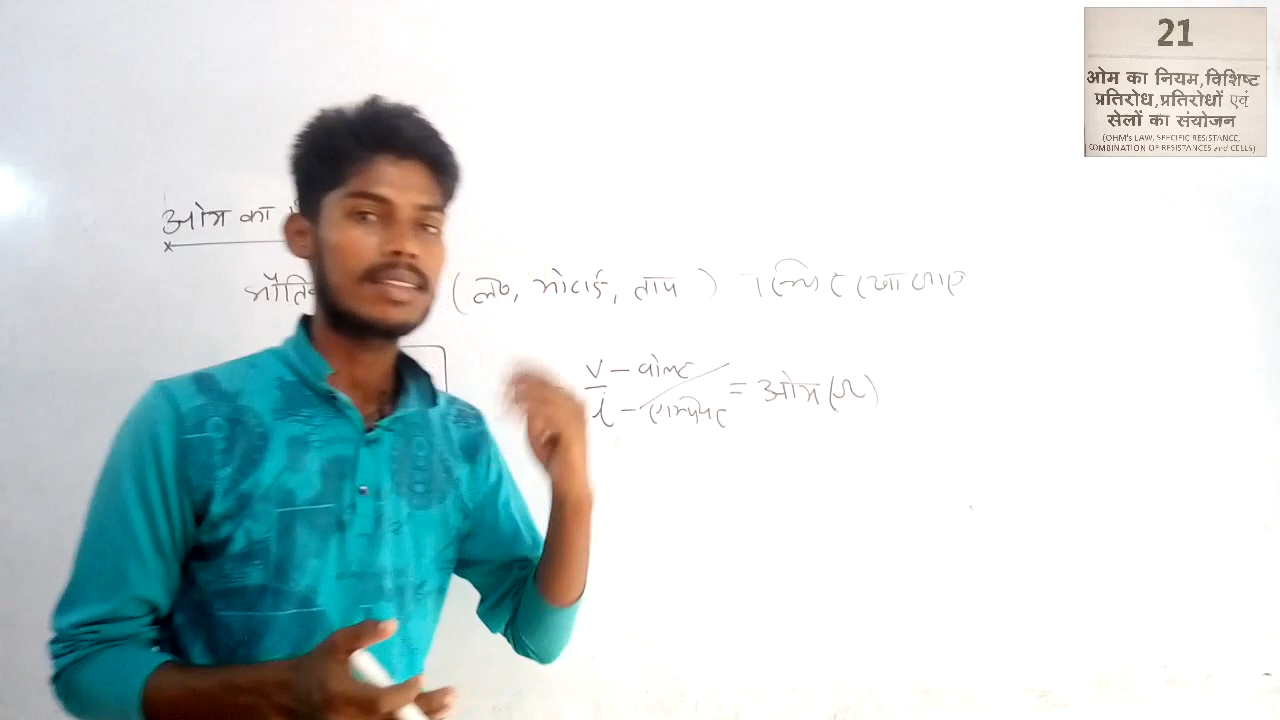 21
ओम का नियम,विशिष्ट
प्रतिरोध,प्रतिरोधों एवं
सेलों का संयोजन
(OHM's LAW, SPECIFIC RESISTANCE,
COMBINATION OF RESISTANCES and CELLS)
ओम का
(लं०, मोटाई, ताप)
V – वोल्ट
= ओम (Ω)
i – एम्पियर